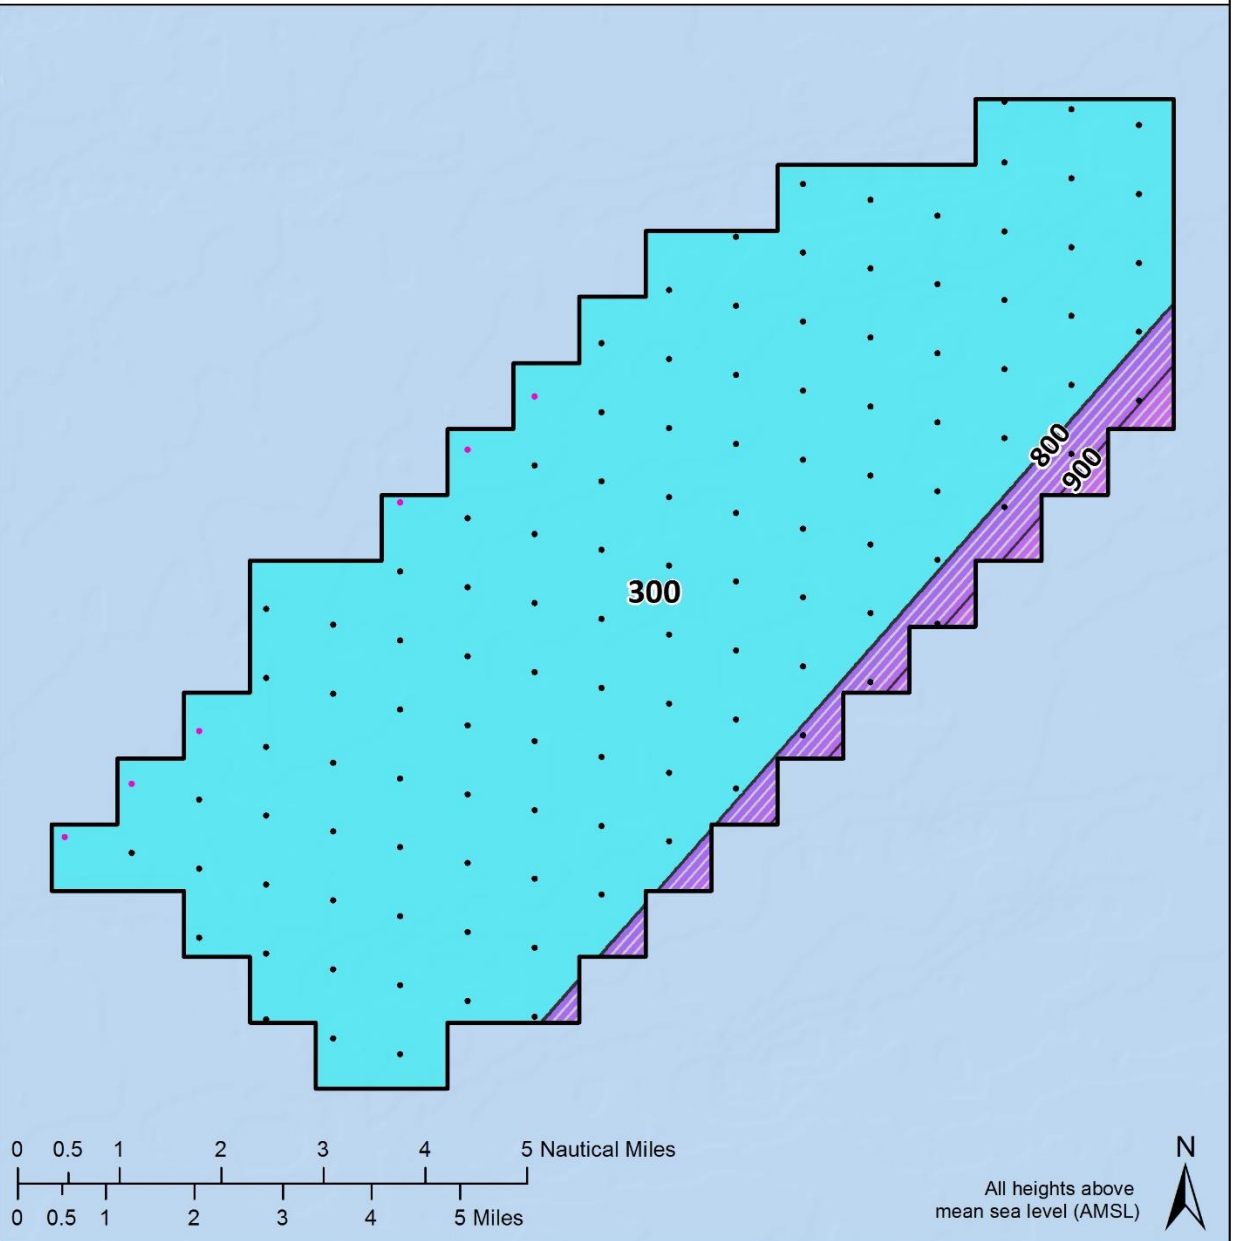 800
900
300
0 0.5 1 2 3 4 5 Nautical Miles
0 0.5 1 2 3 4 5 Miles
N
All heights above
mean sea level (AMSL)